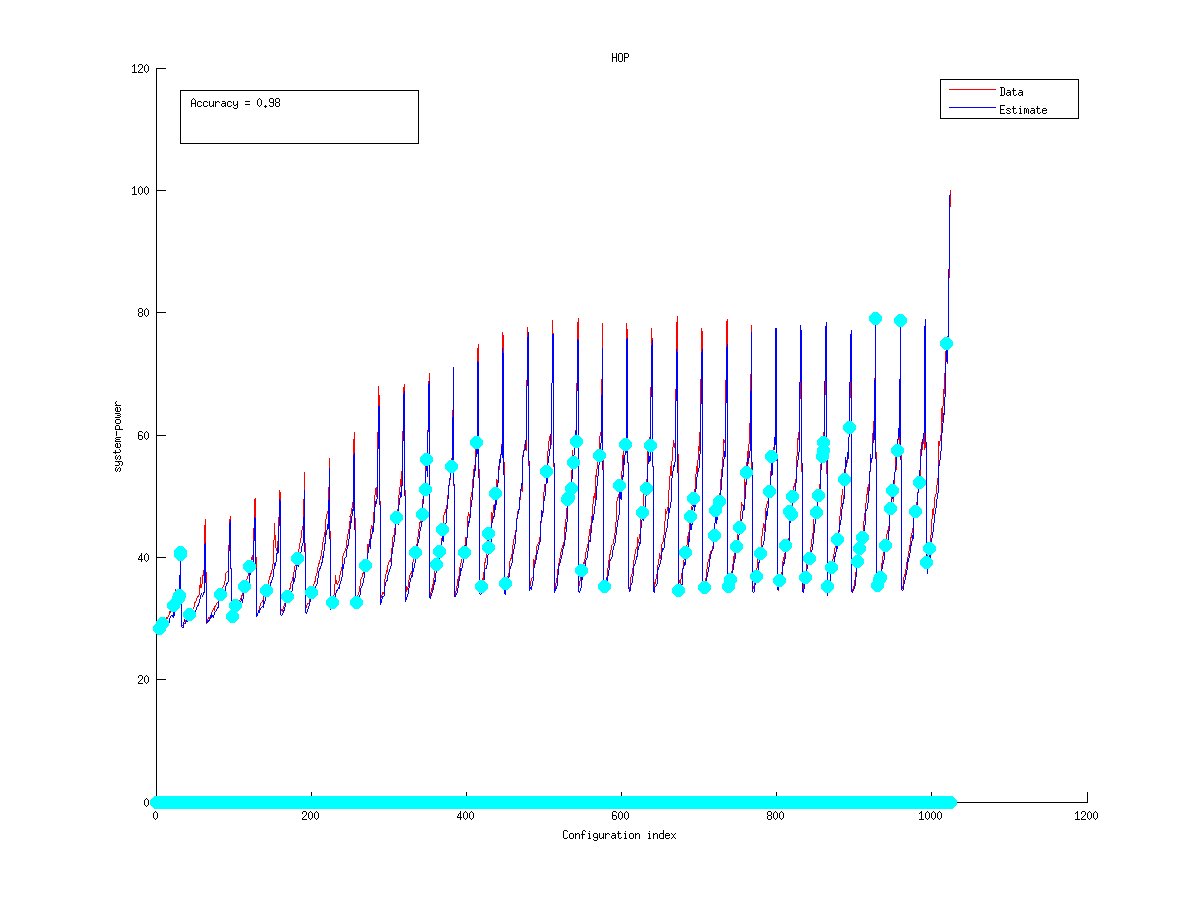 HOP
120
100
80
60
40
20
0
system-power
Accuracy = 0.98
Data
Estimate
0 200 400 600 800 1000 1200
Configuration index